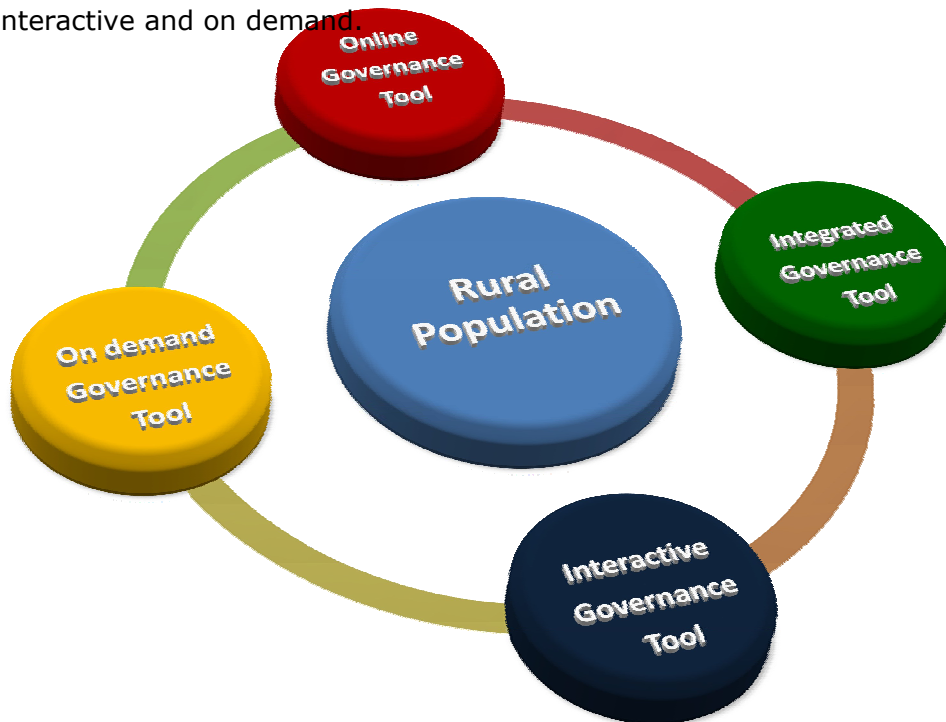 nteractive and on demand.
Online
Governance
Tool
Integrated
Governance
Tool
Rural
Population
On demand
Governance
Tool
Interactive
Governance
Tool